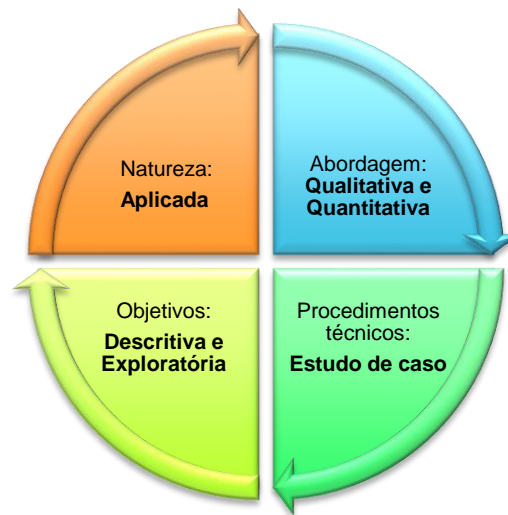 Natureza:
Aplicada
Abordagem:
Qualitativa e
Quantitativa
Objetivos:
Descritiva e
Exploratória
Procedimentos
técnicos:
Estudo de caso